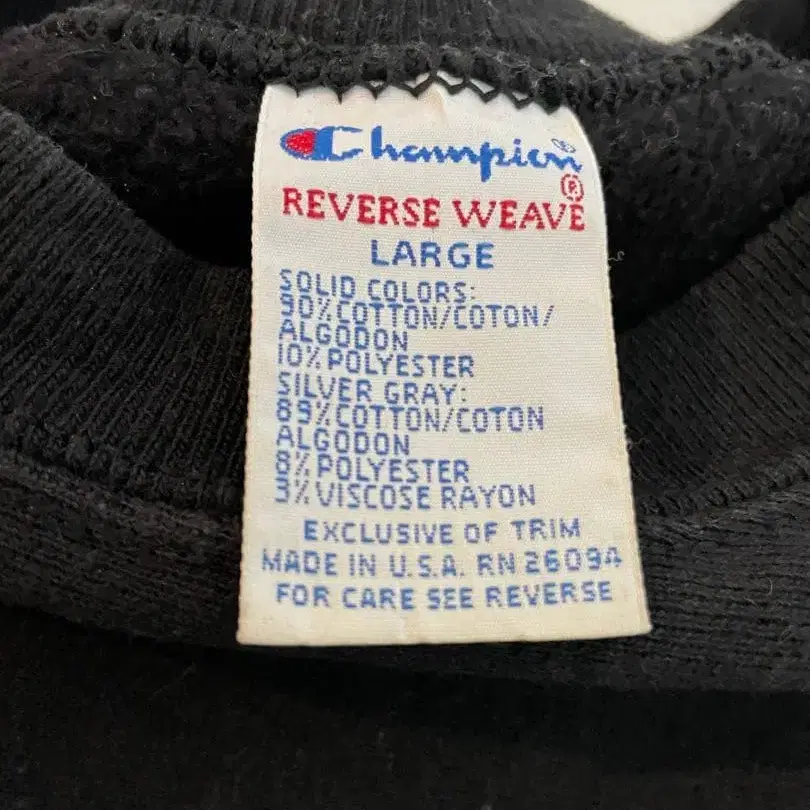 Champion®
REVERSE WEAVE®
LARGE
SOLID COLORS:
90% COTTON/COTON/
ALGODON
10% POLYESTER
SILVER GRAY:
89% COTTON/COTON
ALGODON
8% POLYESTER
3% VISCOSE RAYON
EXCLUSIVE OF TRIM
MADE IN U.S.A. RN 26094
FOR CARE SEE REVERSE